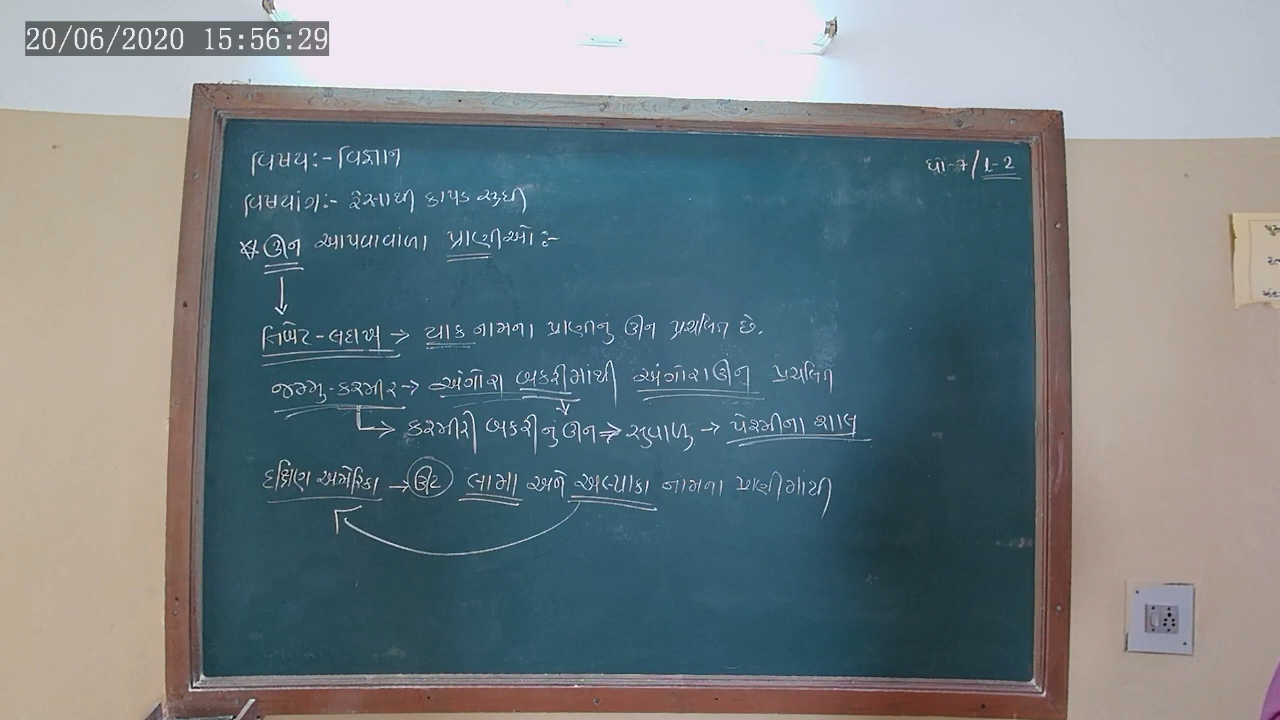 20/06/2020 15:56:29
વિષય:- વિજ્ઞાન
ધો-7/1-2
વિષયાંગ:- રેસાથી કાપડ સુધી
* ઊન આપવાવાળા પ્રાણીઓ:-
તિબેટ-લદાખ → યાક નામના પ્રાણીનું ઊન પ્રચલિત છે.
જમ્મુ-કશ્મીર → અંગોરા બકરીમાંથી અંગોરાઊન પ્રચલિત
→ કશ્મીરી બકરીનું ઊન → સુવાળુ → પેશ્મીના શાલ
દક્ષિણ અમેરિકા → ઊંટ લામા અને અલ્પાકા નામના પ્રાણીમાંથી